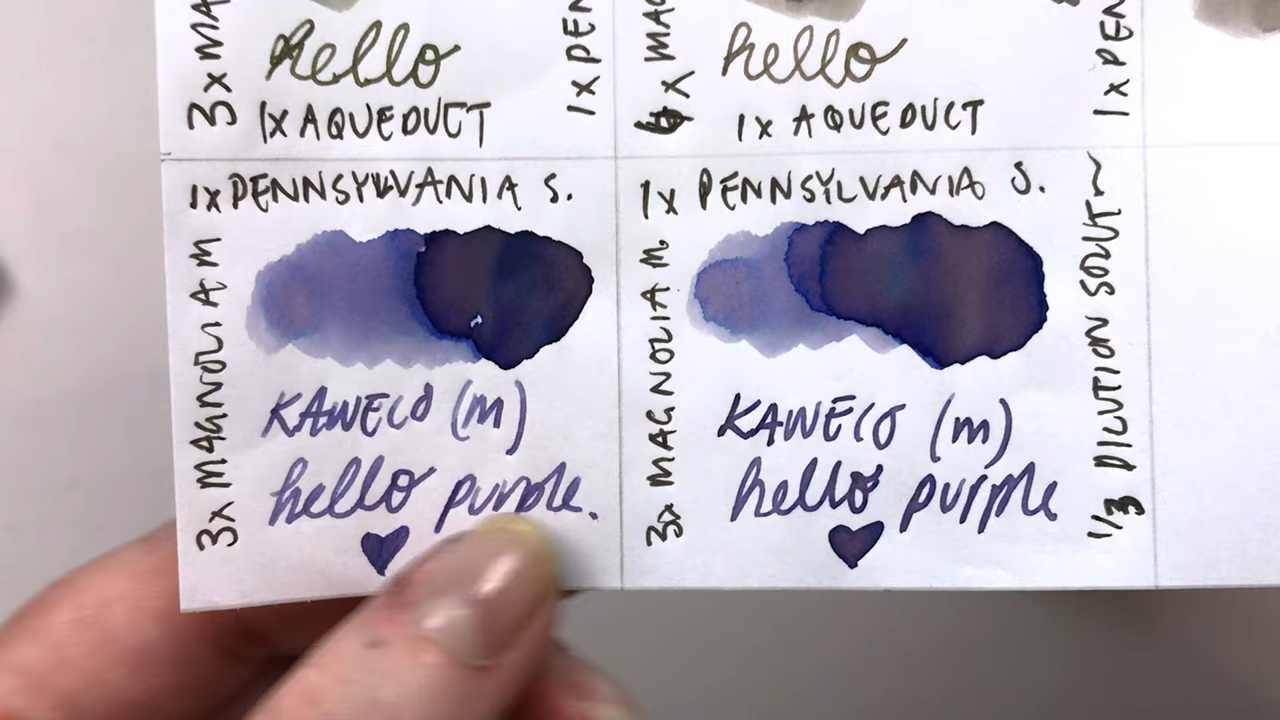 3x MA
hello
1x AQUEDUCT
1x PEN
x MAG
hello
1x AQUEDUCT
1x PEN
1x PENNSYLVANIA S.
3x MAGNOLIA M
KAWECO (m)
hello purple.
1x PENNSYLVANIA S.
3x MAGNOLIA M.
KAWECO (m)
hello purple
1/3 DILUTION SOLUT~